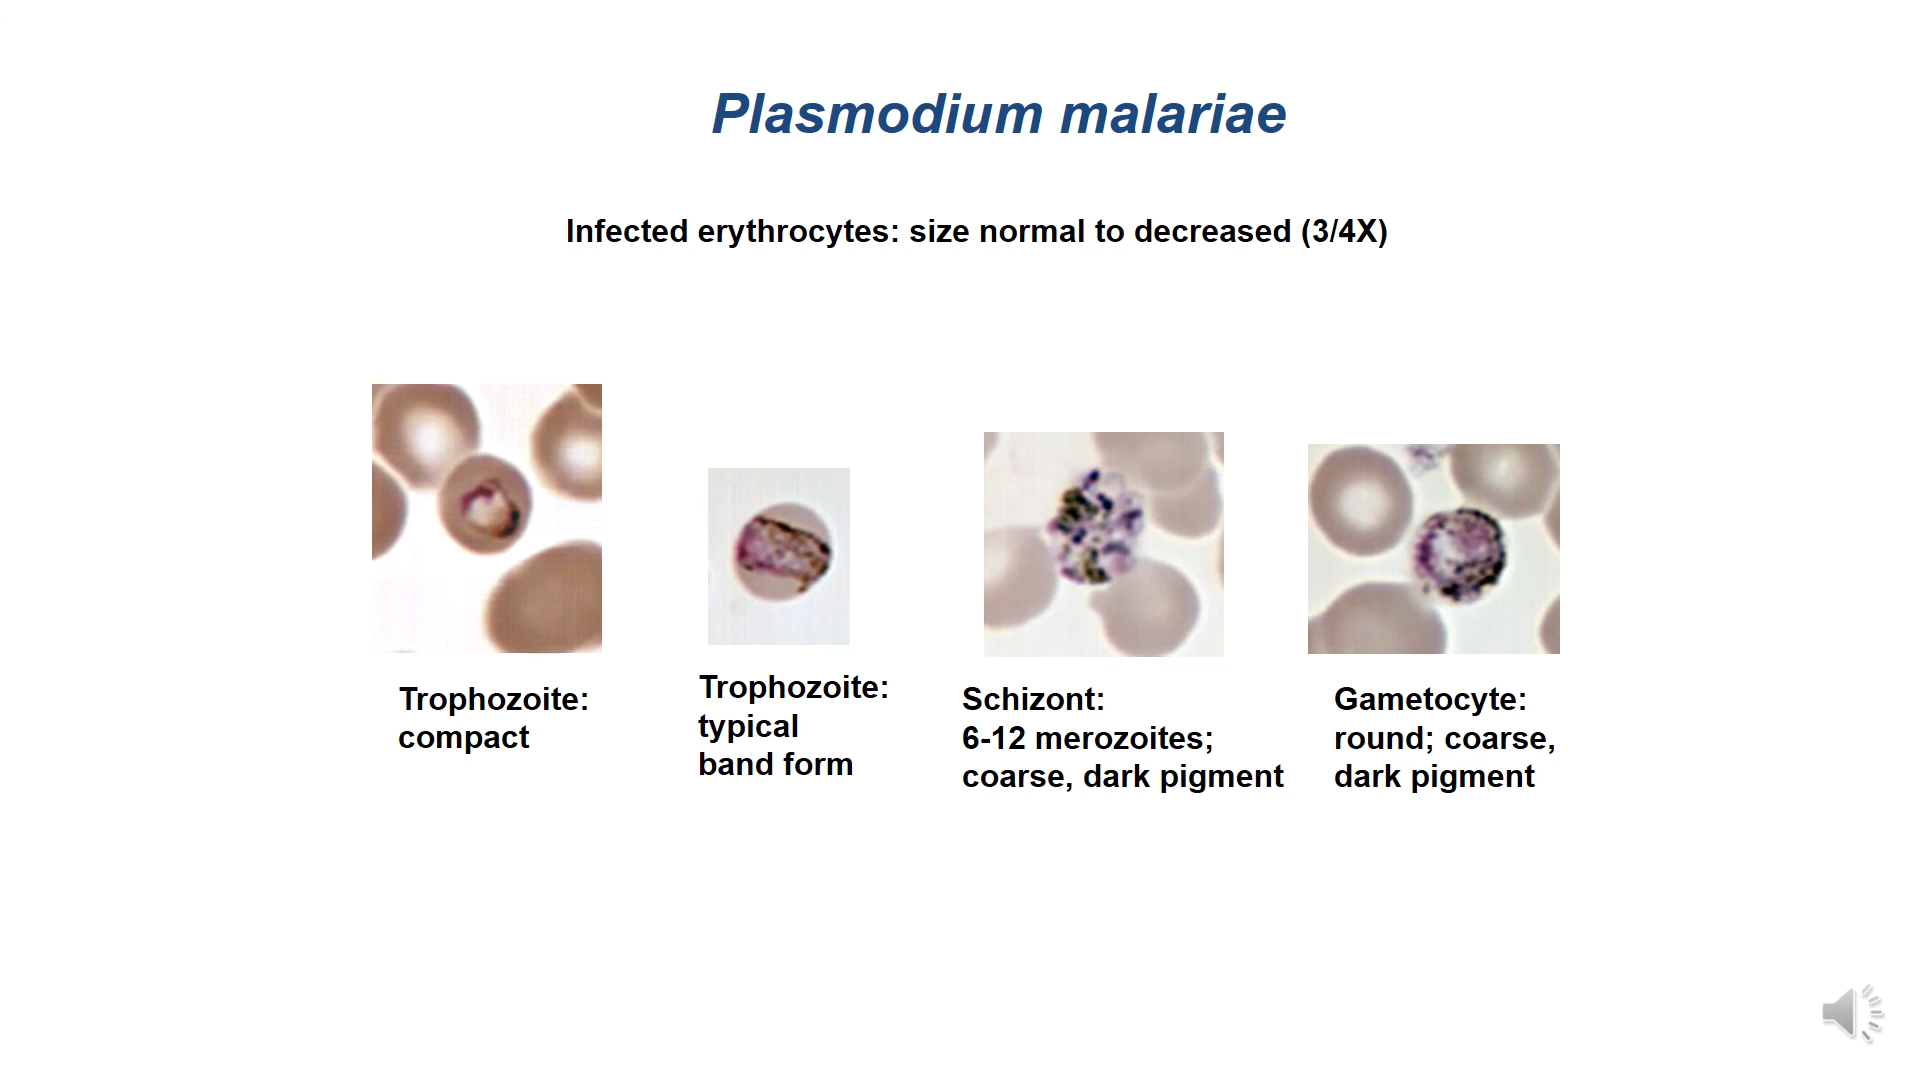 Plasmodium malariae
Infected erythrocytes: size normal to decreased (3/4X)
Trophozoite:
compact
Trophozoite:
typical
band form
Schizont:
6-12 merozoites;
coarse, dark pigment
Gametocyte:
round; coarse,
dark pigment